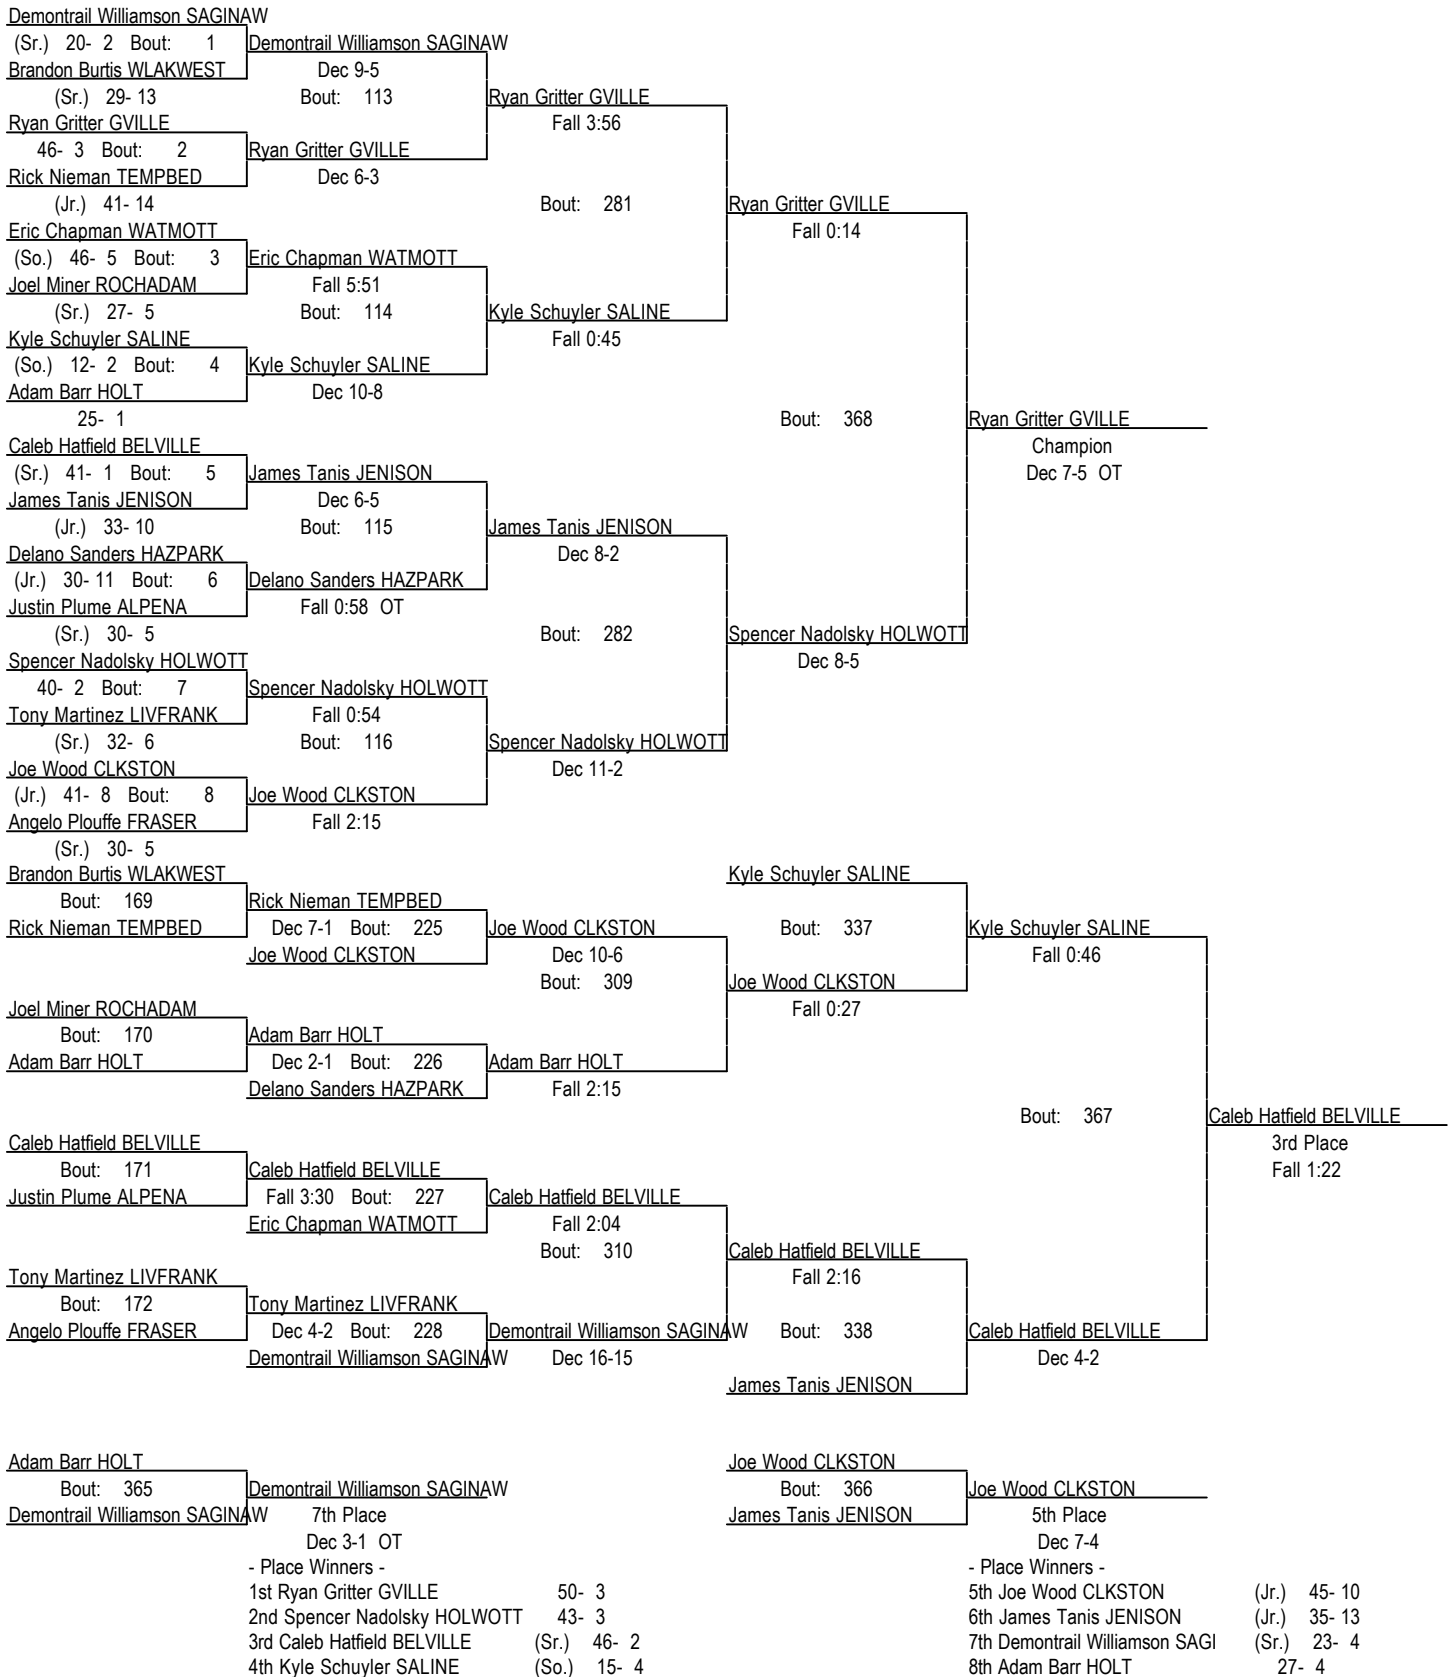 Demontrail Williamson SAGINAW
(Sr.) 20- 2 Bout: 1 Demontrail Williamson SAGINAW
Brandon Burtis WLAKWEST Dec 9-5
(Sr.) 29- 13 Bout: 113 Ryan Gritter GVILLE
Ryan Gritter GVILLE Fall 3:56
46- 3 Bout: 2 Ryan Gritter GVILLE
Rick Nieman TEMPBED Dec 6-3
(Jr.) 41- 14 Bout: 281 Ryan Gritter GVILLE
Eric Chapman WATMOTT Fall 0:14
(So.) 46- 5 Bout: 3 Eric Chapman WATMOTT
Joel Miner ROCHADAM Fall 5:51
(Sr.) 27- 5 Bout: 114 Kyle Schuyler SALINE
Kyle Schuyler SALINE Fall 0:45
(So.) 12- 2 Bout: 4 Kyle Schuyler SALINE
Adam Barr HOLT Dec 10-8
25- 1 Bout: 368 Ryan Gritter GVILLE
Caleb Hatfield BELVILLE Champion
(Sr.) 41- 1 Bout: 5 James Tanis JENISON Dec 7-5 OT
James Tanis JENISON Dec 6-5
(Jr.) 33- 10 Bout: 115 James Tanis JENISON
Delano Sanders HAZPARK Dec 8-2
(Jr.) 30- 11 Bout: 6 Delano Sanders HAZPARK
Justin Plume ALPENA Fall 0:58 OT
(Sr.) 30- 5 Bout: 282 Spencer Nadolsky HOLWOTT
Spencer Nadolsky HOLWOTT Dec 8-5
40- 2 Bout: 7 Spencer Nadolsky HOLWOTT
Tony Martinez LIVFRANK Fall 0:54
(Sr.) 32- 6 Bout: 116 Spencer Nadolsky HOLWOTT
Joe Wood CLKSTON Dec 11-2
(Jr.) 41- 8 Bout: 8 Joe Wood CLKSTON
Angelo Plouffe FRASER Fall 2:15
(Sr.) 30- 5
Brandon Burtis WLAKWEST Kyle Schuyler SALINE
Bout: 169 Rick Nieman TEMPBED
Rick Nieman TEMPBED Dec 7-1 Bout: 225 Joe Wood CLKSTON Bout: 337 Kyle Schuyler SALINE
Joe Wood CLKSTON Dec 10-6 Fall 0:46
Bout: 309 Joe Wood CLKSTON
Joel Miner ROCHADAM Fall 0:27
Bout: 170 Adam Barr HOLT
Adam Barr HOLT Dec 2-1 Bout: 226 Adam Barr HOLT
Delano Sanders HAZPARK Fall 2:15
Bout: 367 Caleb Hatfield BELVILLE
Caleb Hatfield BELVILLE 3rd Place
Bout: 171 Caleb Hatfield BELVILLE Fall 1:22
Justin Plume ALPENA Fall 3:30 Bout: 227 Caleb Hatfield BELVILLE
Eric Chapman WATMOTT Fall 2:04
Bout: 310 Caleb Hatfield BELVILLE
Tony Martinez LIVFRANK Fall 2:16
Bout: 172 Tony Martinez LIVFRANK
Angelo Plouffe FRASER Dec 4-2 Bout: 228 Demontrail Williamson SAGINAW Bout: 338 Caleb Hatfield BELVILLE
Demontrail Williamson SAGINAW Dec 16-15 Dec 4-2
James Tanis JENISON
Adam Barr HOLT Joe Wood CLKSTON
Bout: 365 Demontrail Williamson SAGINAW Bout: 366 Joe Wood CLKSTON
Demontrail Williamson SAGINAW 7th Place James Tanis JENISON 5th Place
Dec 3-1 OT Dec 7-4
- Place Winners - - Place Winners -
1st Ryan Gritter GVILLE 50- 3 5th Joe Wood CLKSTON (Jr.) 45- 10
2nd Spencer Nadolsky HOLWOTT 43- 3 6th James Tanis JENISON (Jr.) 35- 13
3rd Caleb Hatfield BELVILLE (Sr.) 46- 2 7th Demontrail Williamson SAGI (Sr.) 23- 4
4th Kyle Schuyler SALINE (So.) 15- 4 8th Adam Barr HOLT 27- 4